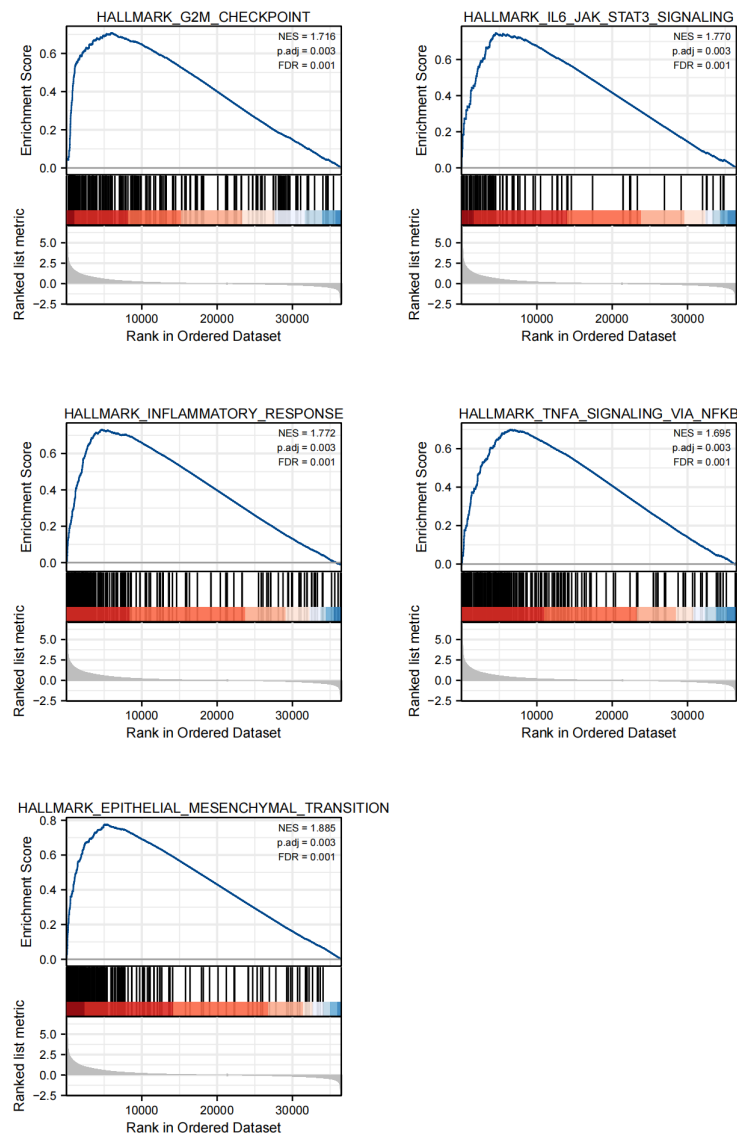 HALLMARK_G2M_CHECKPOINT
NES = 1.716
p.adj = 0.003
FDR = 0.001
Enrichment Score
0.6
0.4
0.2
0.0
Ranked list metric
5.0
2.5
0.0
−2.5
10000 20000 30000
Rank in Ordered Dataset
HALLMARK_IL6_JAK_STAT3_SIGNALING
NES = 1.770
p.adj = 0.003
FDR = 0.001
Enrichment Score
0.6
0.4
0.2
0.0
Ranked list metric
5.0
2.5
0.0
−2.5
10000 20000 30000
Rank in Ordered Dataset
HALLMARK_INFLAMMATORY_RESPONSE
NES = 1.772
p.adj = 0.003
FDR = 0.001
Enrichment Score
0.6
0.4
0.2
0.0
Ranked list metric
5.0
2.5
0.0
−2.5
10000 20000 30000
Rank in Ordered Dataset
HALLMARK_TNFA_SIGNALING_VIA_NFKB
NES = 1.695
p.adj = 0.003
FDR = 0.001
Enrichment Score
0.6
0.4
0.2
0.0
Ranked list metric
5.0
2.5
0.0
−2.5
10000 20000 30000
Rank in Ordered Dataset
HALLMARK_EPITHELIAL_MESENCHYMAL_TRANSITION
NES = 1.885
p.adj = 0.003
FDR = 0.001
Enrichment Score
0.8
0.6
0.4
0.2
0.0
Ranked list metric
5.0
2.5
0.0
−2.5
10000 20000 30000
Rank in Ordered Dataset